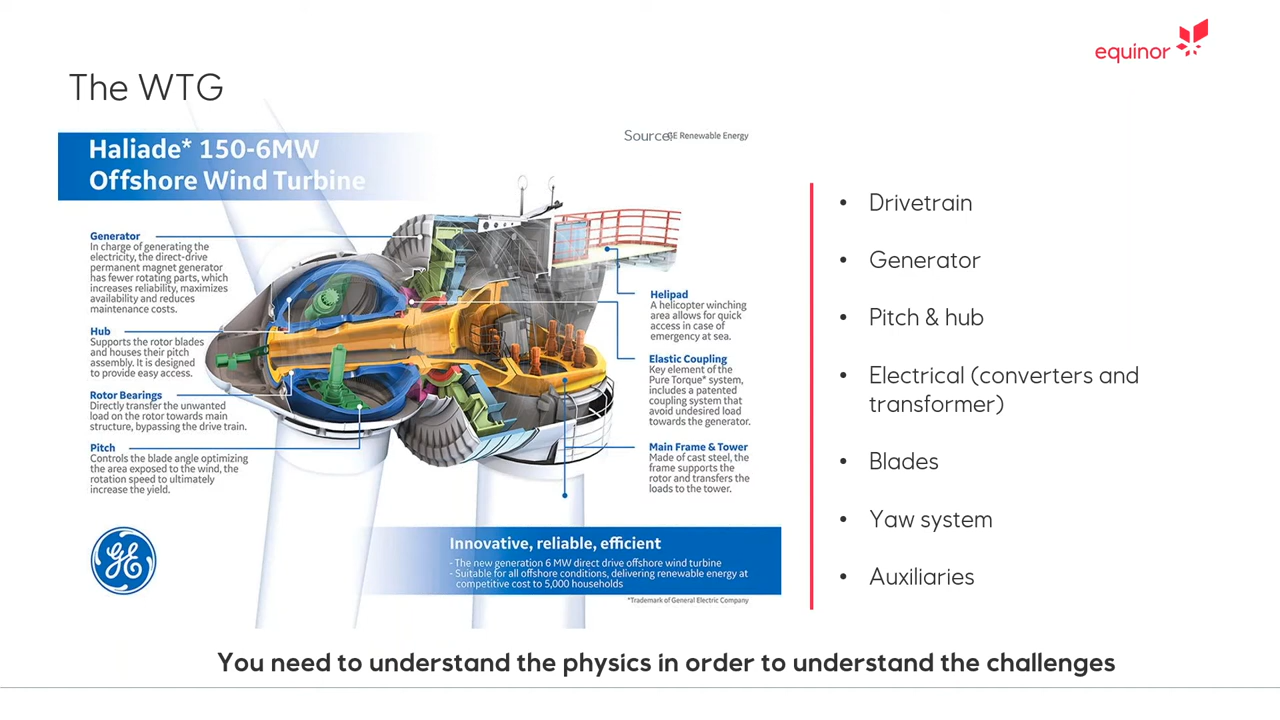 equinor
The WTG
Source:
GE Renewable Energy
Haliade* 150-6MW
Offshore Wind Turbine
Generator
In charge of generating the
electricity, the direct-drive
permanent magnet generator
has fewer rotating parts, which
increases reliability, maximizes
availability and reduces
maintenance costs.
Hub
Supports the rotor blades
and houses their pitch
assembly. It is designed
to provide easy access.
Rotor Bearings
Directly transfer the unwanted
load on the rotor towards main
structure, bypassing the drive train.
Pitch
Controls the blade angle optimizing
the area exposed to the wind, the
rotation speed to ultimately
increase the yield.
Helipad
A helicopter winching
area allows for quick
access in case of
emergency at sea.
Elastic Coupling
Key element of the
Pure Torque* system,
includes a patented
coupling system that
avoid undesired load
towards the generator.
Main Frame & Tower
Made of cast steel, the
frame supports the
rotor and transfers the
loads to the tower.
GE
Innovative, reliable, efficient
- The new generation 6 MW direct drive offshore wind turbine
- Suitable for all offshore conditions, delivering renewable energy at
competitive cost to 5,000 households
*Trademark of General Electric Company
• Drivetrain
• Generator
• Pitch & hub
• Electrical (converters and
transformer)
• Blades
• Yaw system
• Auxiliaries
You need to understand the physics in order to understand the challenges